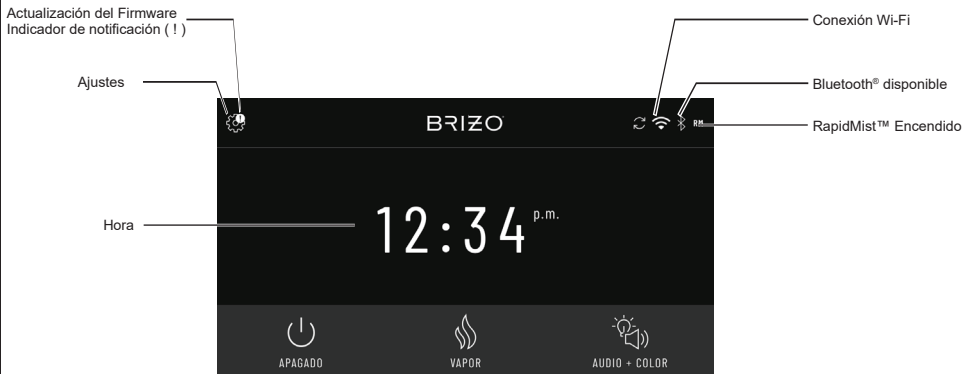 Actualización del Firmware
Indicador de notificación ( ! )
Conexión Wi-Fi
Ajustes
Bluetooth® disponible
RapidMist™ Encendido
!
BRIZO
RM
Hora
12:34 p.m.
APAGADO
VAPOR
AUDIO + COLOR